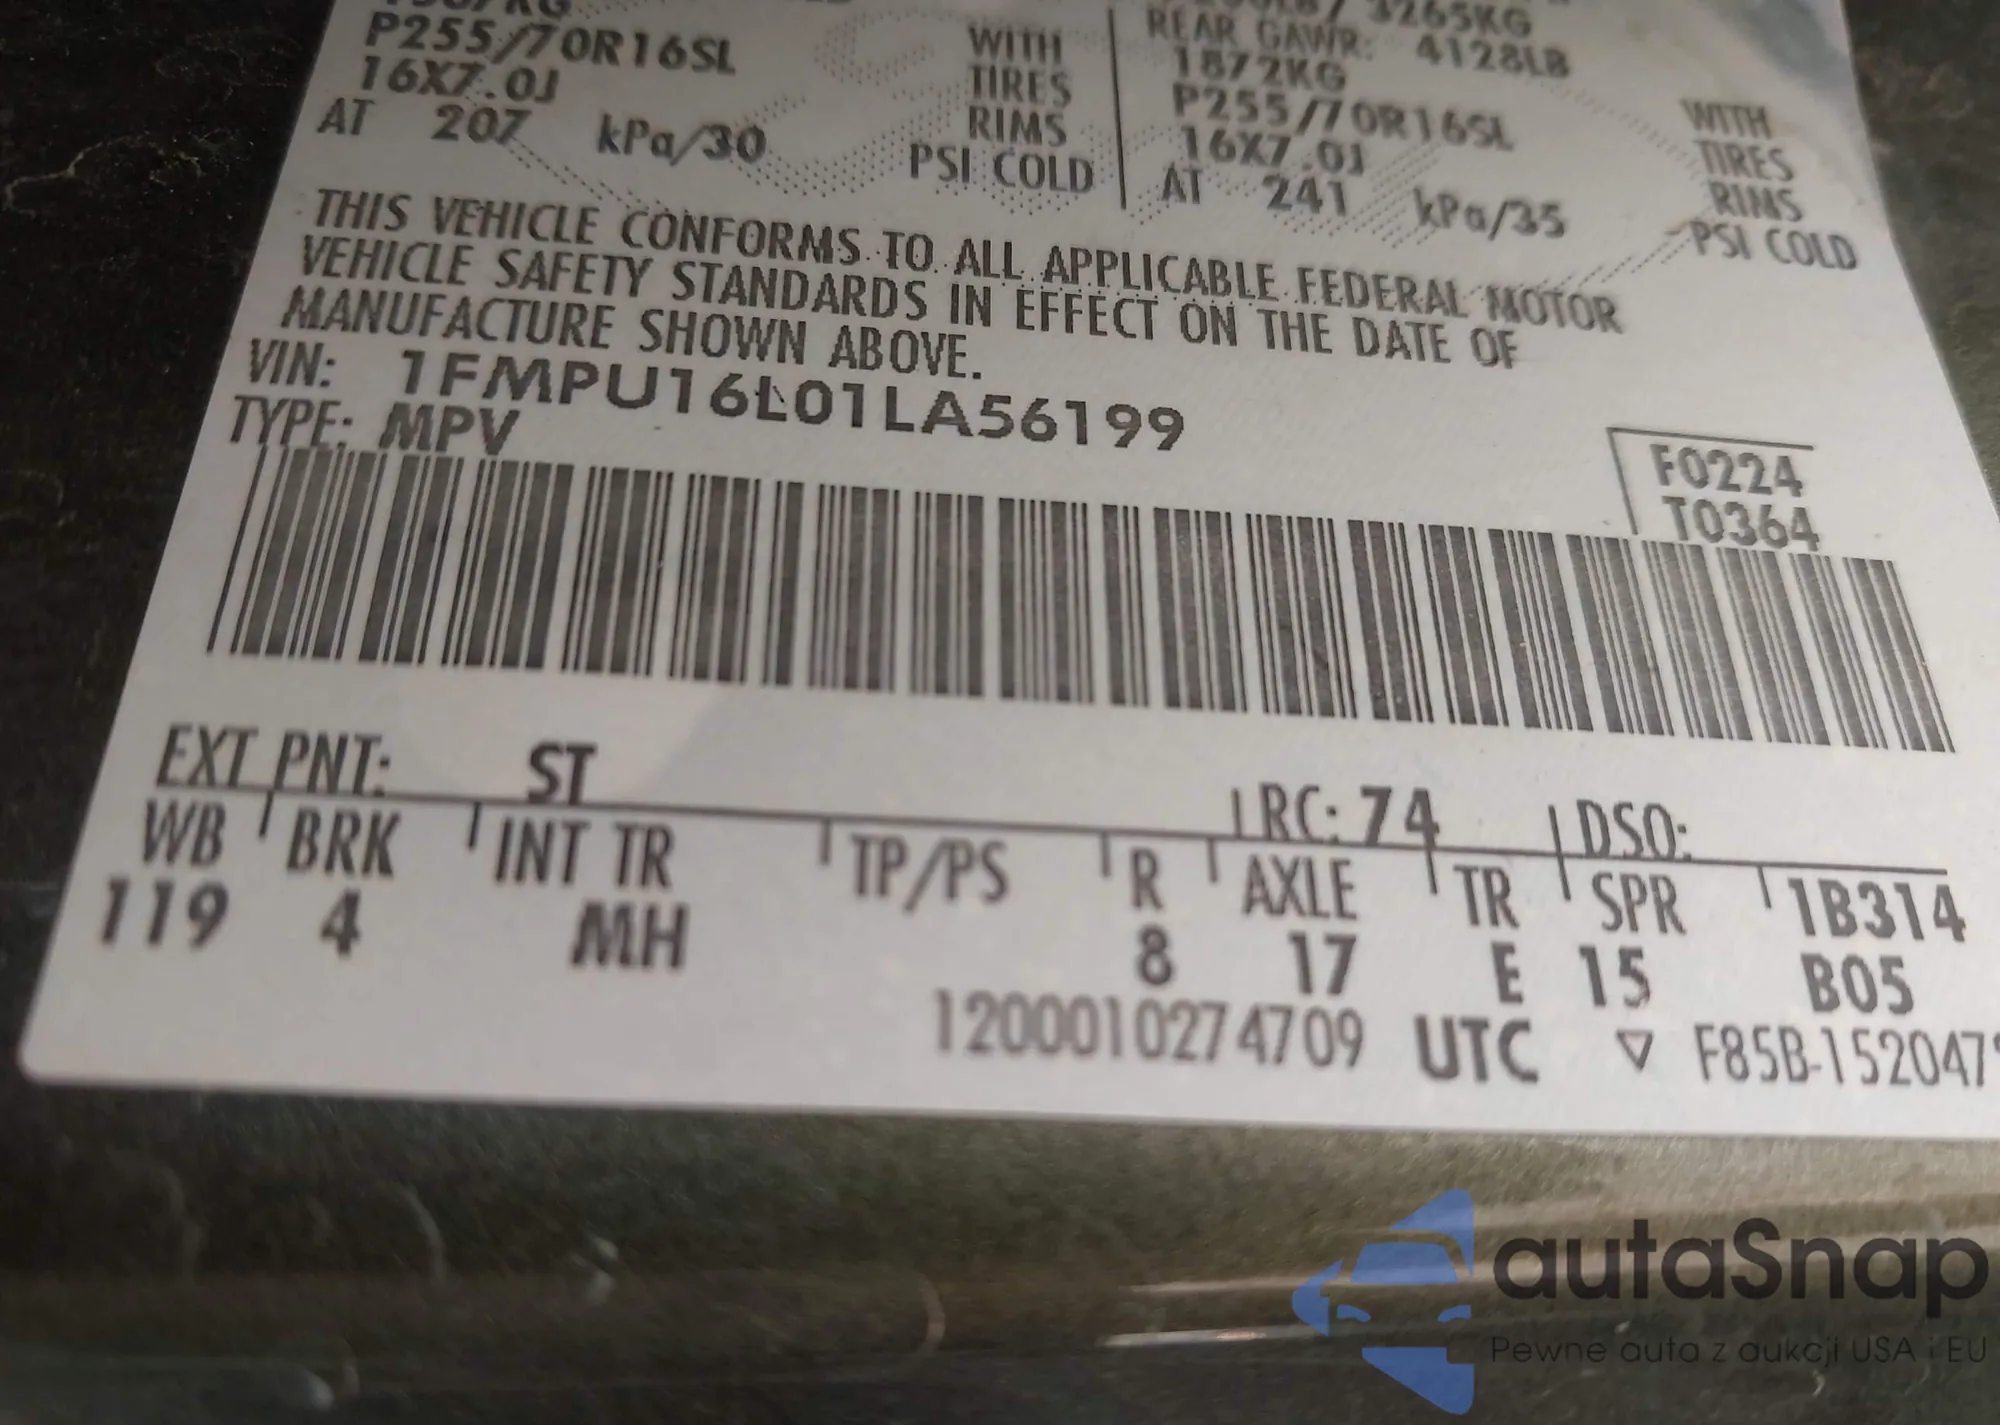 P255/70R16SL WITH
16X7.0J TIRES
AT 207 kPa/30 RIMS
PSI COLD
3265KG
REAR GAWR: 4128LB
1872KG WITH
P255/70R16SL TIRES
16X7.0J RIMS
AT 241 kPa/35 PSI COLD
THIS VEHICLE CONFORMS TO ALL APPLICABLE FEDERAL MOTOR
VEHICLE SAFETY STANDARDS IN EFFECT ON THE DATE OF
MANUFACTURE SHOWN ABOVE.
VIN: 1FMPU16L01LA56199
TYPE: MPV
F0224
T0364
EXT PNT: ST RC: 74 DSO:
WB BRK INT TR TP/PS R AXLE TR SPR 1B314
119 4 MH 8 17 E 15 B05
1200010274709 UTC ▽ F85B-152047
autaSnap
Pewne auta z aukcji USA i EU